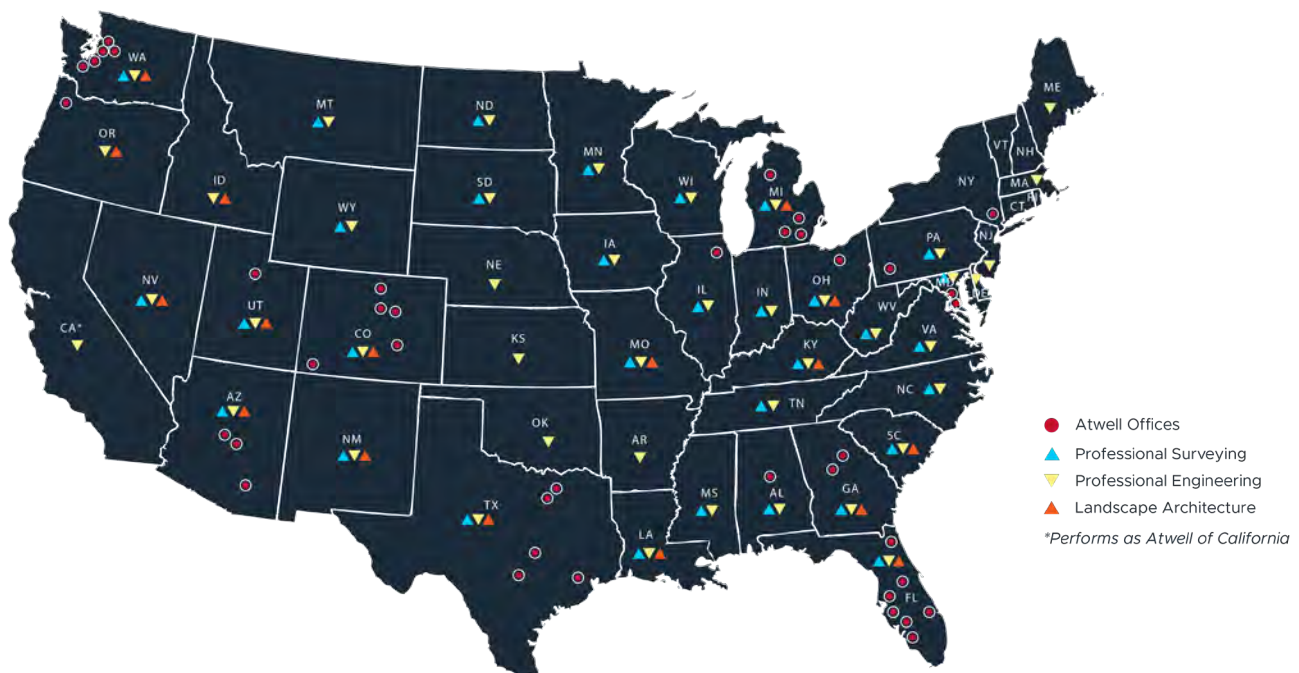 WA
ME
MT
ND
OR
MN
VT
NH
ID
SD
WI
MI
NY
MA
RI
CT
WY
IA
PA
NJ
NE
NV
UT
IL
IN
OH
MD
DE
WV
CA*
CO
KS
MO
KY
VA
AZ
NM
OK
AR
TN
NC
SC
TX
MS
AL
GA
LA
FL
Atwell Offices
Professional Surveying
Professional Engineering
Landscape Architecture
*Performs as Atwell of California